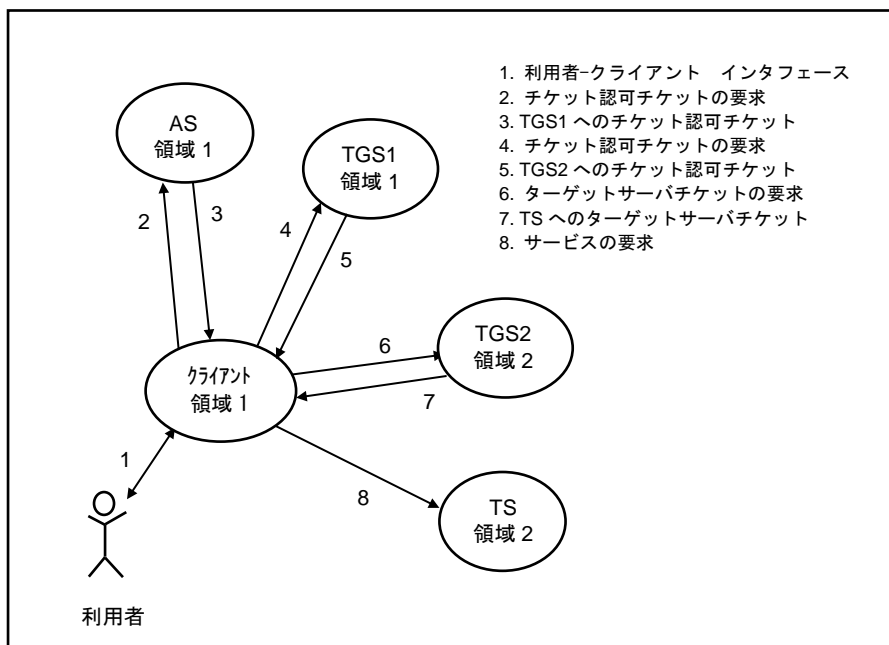 1. 利用者-クライアント インタフェース
2. チケット認可チケットの要求
3. TGS1 へのチケット認可チケット
4. チケット認可チケットの要求
5. TGS2 へのチケット認可チケット
6. ターゲットサーバチケットの要求
7. TS へのターゲットサーバチケット
8. サービスの要求
AS
領域 1
TGS1
領域 1
2
3
4
5
TGS2
領域 2
6
7
クライアント
領域 1
1
8
TS
領域 2
利用者